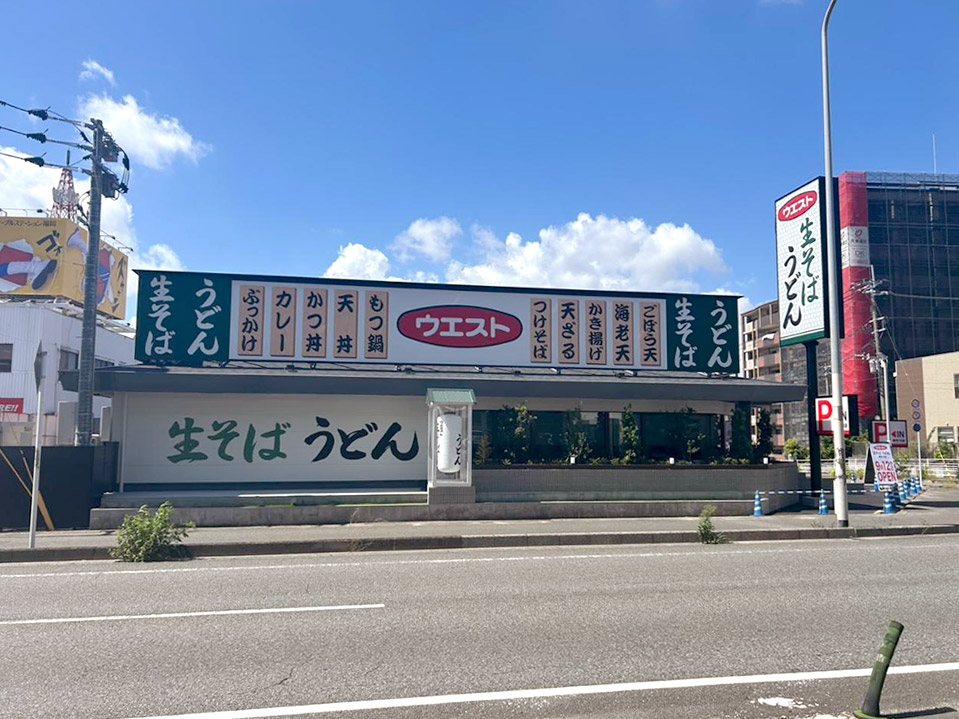 生そば
うどん
ぶっかけ
カレー
かつ丼
天丼
もつ鍋
ウエスト
つけそば
天ざる
かき揚げ
海老天
ごぼう天
生そば
うどん
生そば うどん
うどん
ウエスト
生そば
うどん
P IN
P IN
OPEN